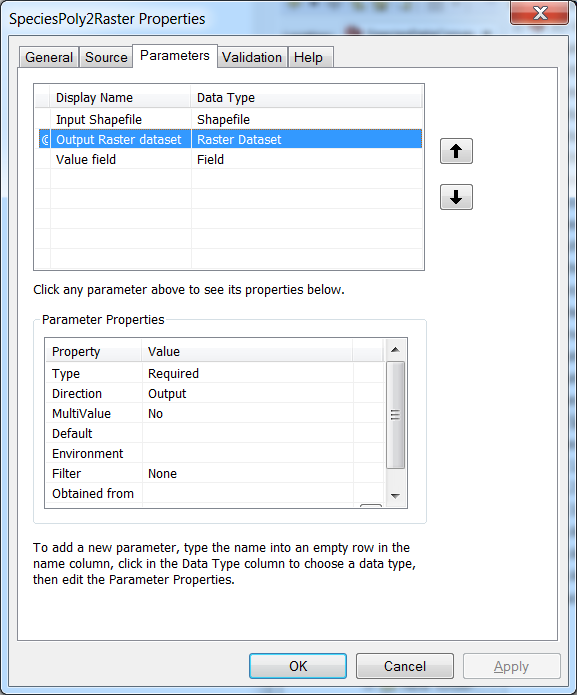 SpeciesPoly2Raster Properties
General Source Parameters Validation Help
Display Name Data Type
Input Shapefile Shapefile
Output Raster dataset Raster Dataset
Value field Field
Click any parameter above to see its properties below.
Parameter Properties
Property Value
Type Required
Direction Output
MultiValue No
Default
Environment
Filter None
Obtained from
To add a new parameter, type the name into an empty row in the
name column, click in the Data Type column to choose a data type,
then edit the Parameter Properties.
OK Cancel Apply